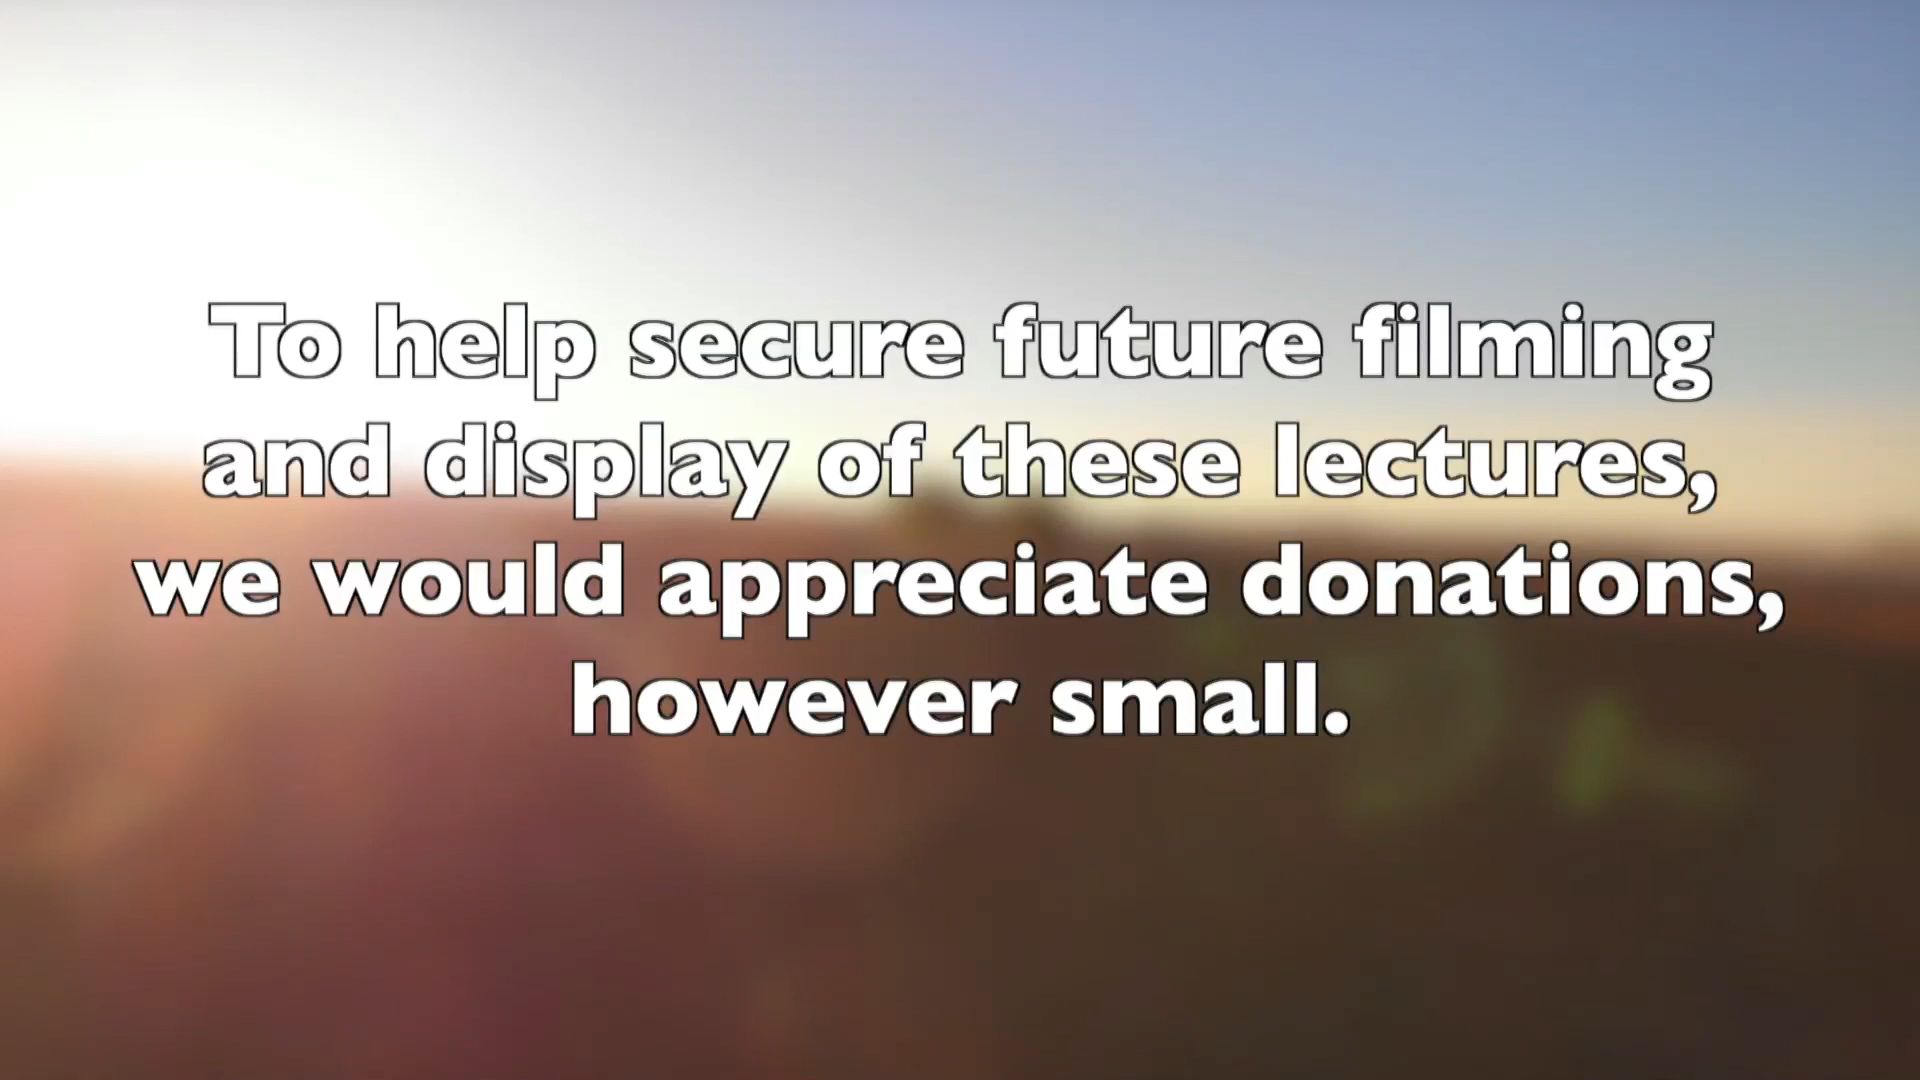 To help secure future filming
and display of these lectures,
we would appreciate donations,
however small.